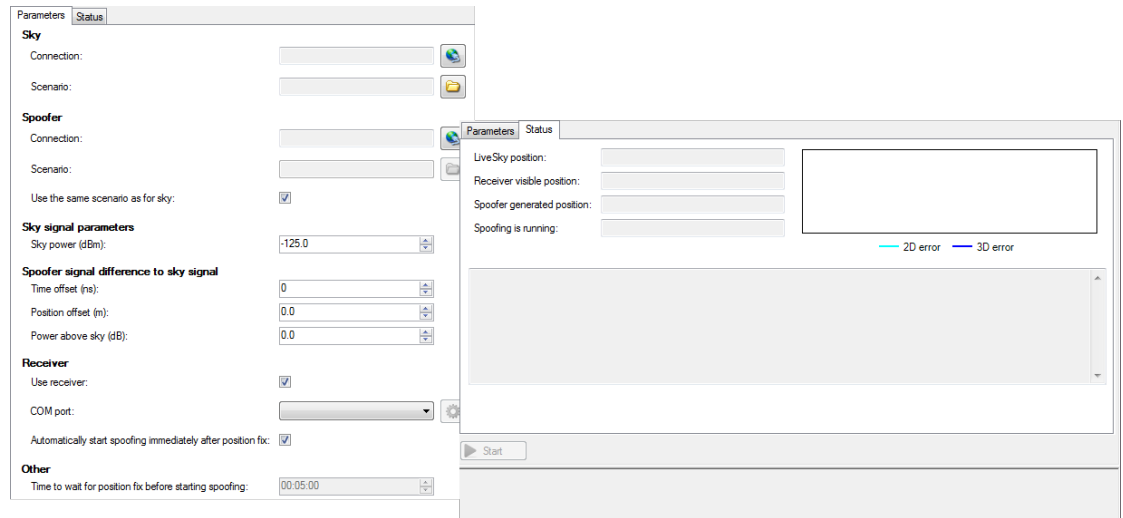 Parameters Status
Sky
Connection:
Scenario:
Spoofer
Connection:
Scenario:
Use the same scenario as for sky:
Sky signal parameters
Sky power (dBm): -125.0
Spoofer signal difference to sky signal
Time offset (ns): 0
Position offset (m): 0.0
Power above sky (dB): 0.0
Receiver
Use receiver:
COM port:
Automatically start spoofing immediately after position fix:
Other
Time to wait for position fix before starting spoofing: 00:05:00
Parameters Status
LiveSky position:
Receiver visible position:
Spoofer generated position:
Spoofing is running:
2D error 3D error
Start